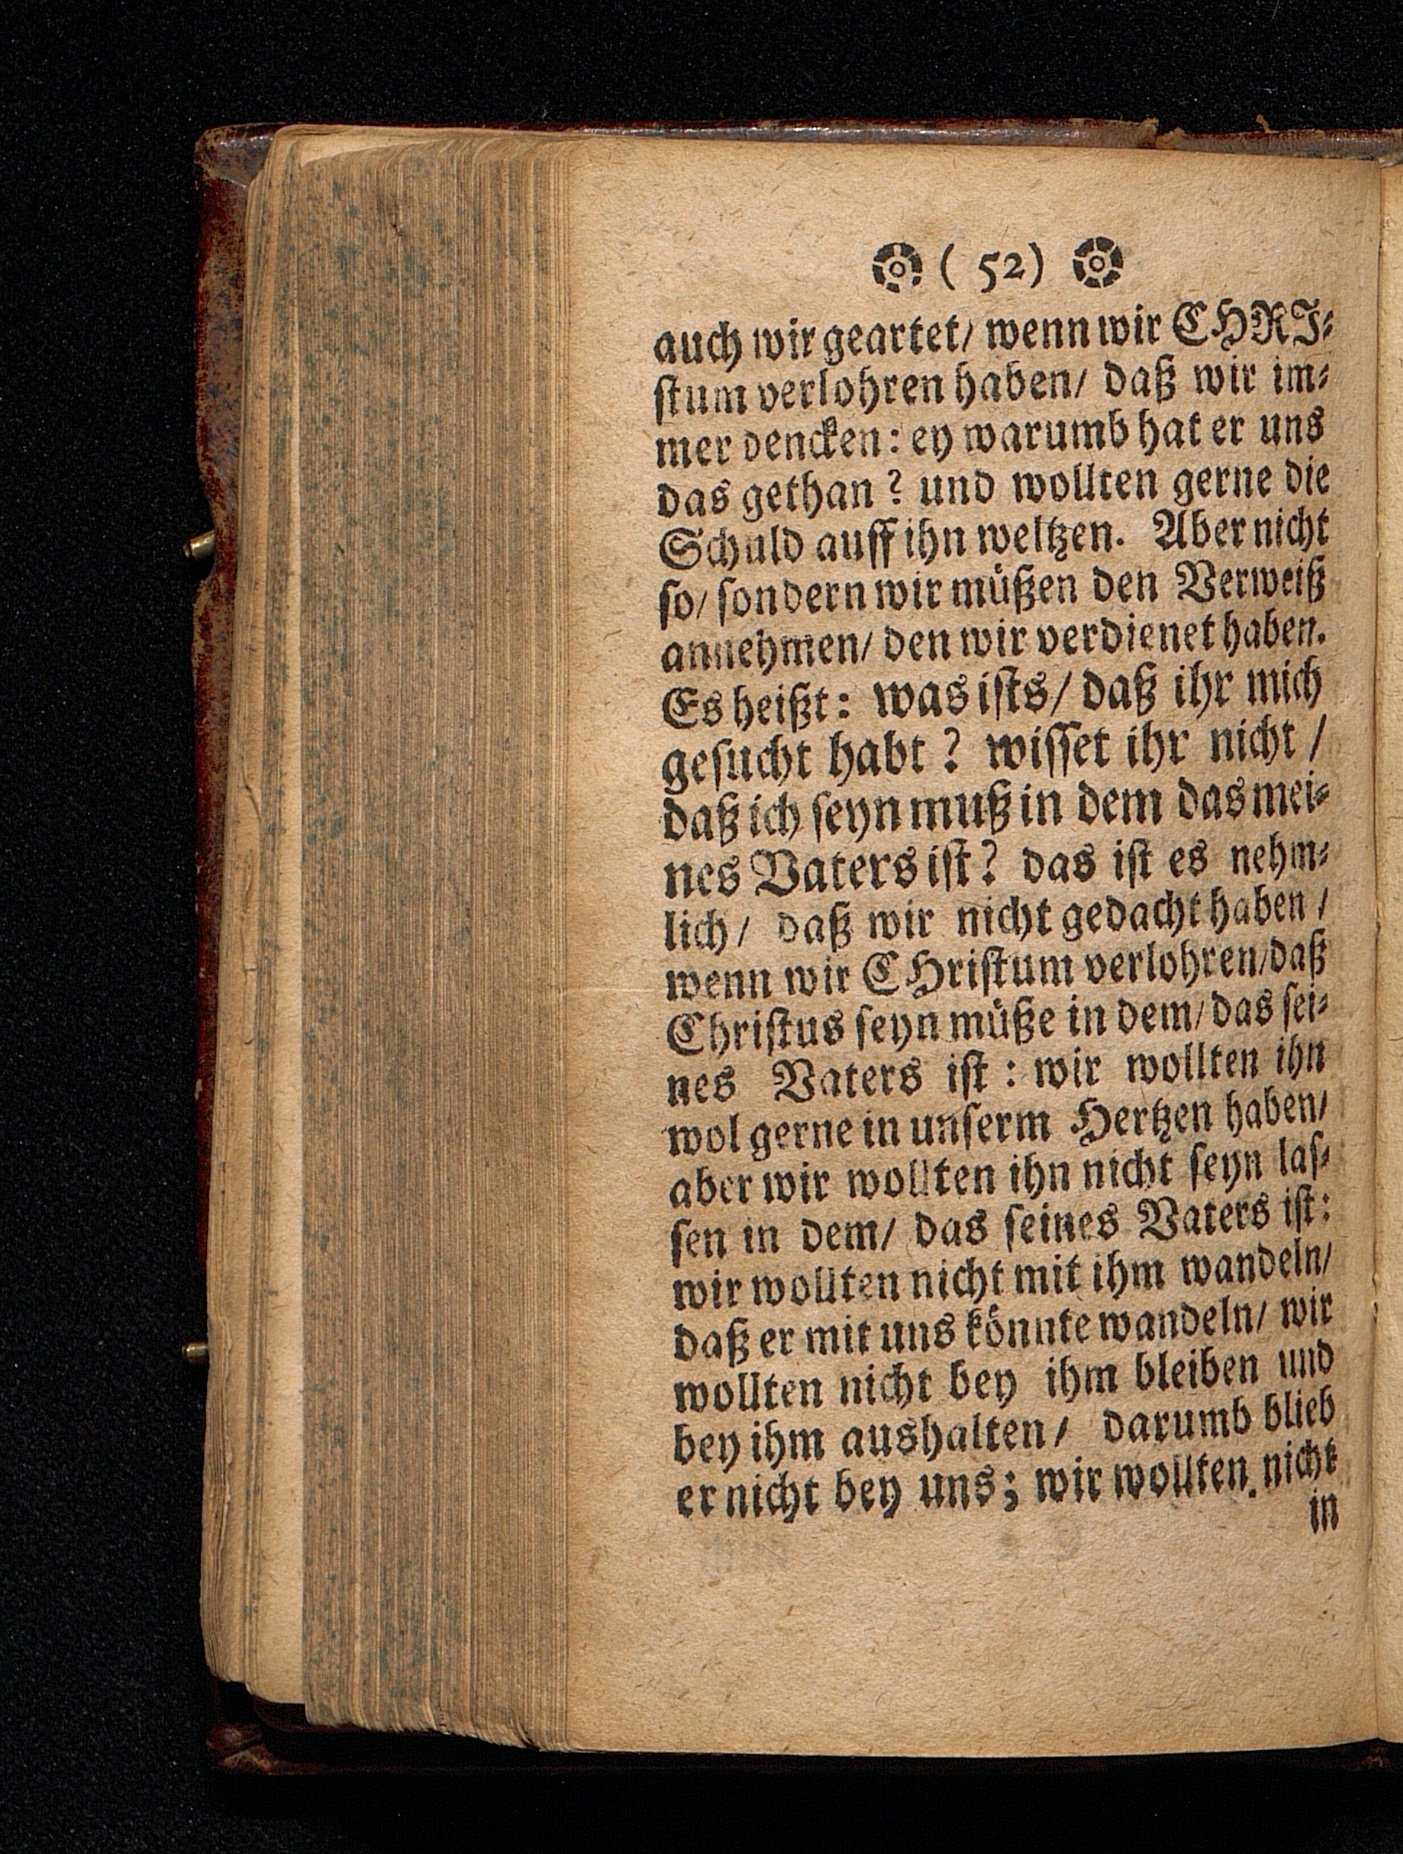 ( 52 )
auch wir geartet/ wenn wir CHRI-
ſtum verlohren haben/ daß wir im-
mer dencken: ey warumb hat er uns
das gethan? und wollten gerne die
Schuld auff ihn weltzen. Aber nicht
ſo/ ſondern wir müßen den Verweiß
annehmen/ den wir verdienet haben.
Es heißt: was iſts/ daß ihr mich
geſucht habt? wiſſet ihr nicht/
daß ich ſeyn muß in dem das mei-
nes Vaters iſt? das iſt es nehm-
lich/ daß wir nicht gedacht haben/
wenn wir CHriſtum verlohren/ daß
Chriſtus ſeyn müße in dem/ das ſei-
nes Vaters iſt: wir wollten ihn
wol gerne in unſerm Hertzen haben/
aber wir wollten ihn nicht ſeyn laſ-
ſen in dem/ das ſeines Vaters iſt:
wir wollten nicht mit ihm wandeln/
daß er mit uns könnte wandeln/ wir
wollten nicht bey ihm bleiben und
bey ihm aushalten/ darumb blieb
er nicht bey uns; wir wollten nicht
in